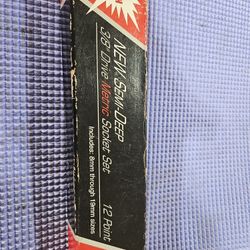 NEW SEMI-DEEP
3/8" Drive Metric Socket Set
12 Point
Includes: 8mm through 19mm sizes